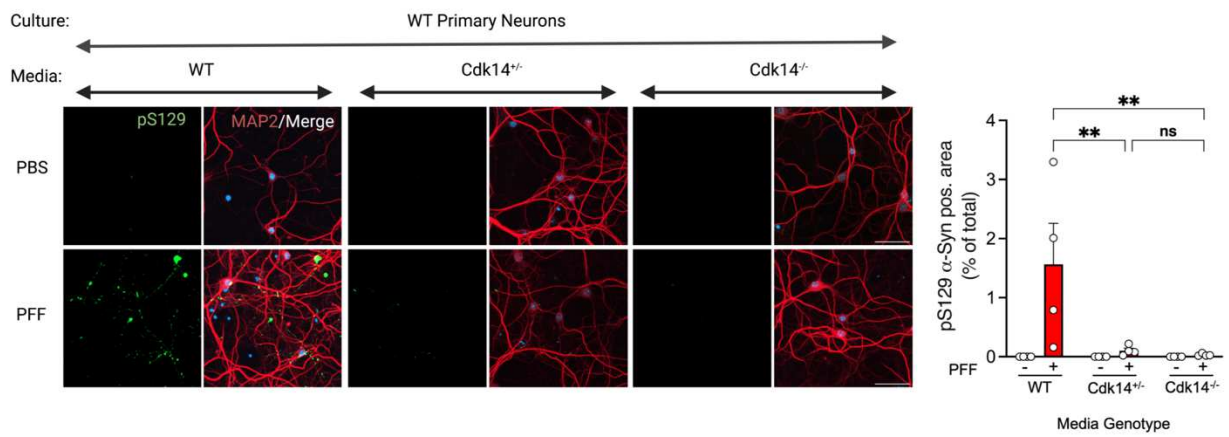 Culture:
WT Primary Neurons
Media:
WT
Cdk14+/-
Cdk14-/-
pS129
MAP2/Merge
PBS
PFF
**
**
ns
4
3
2
1
0
pS129 α-Syn pos. area
(% of total)
PFF
- + - + - +
WT Cdk14+/- Cdk14-/-
Media Genotype